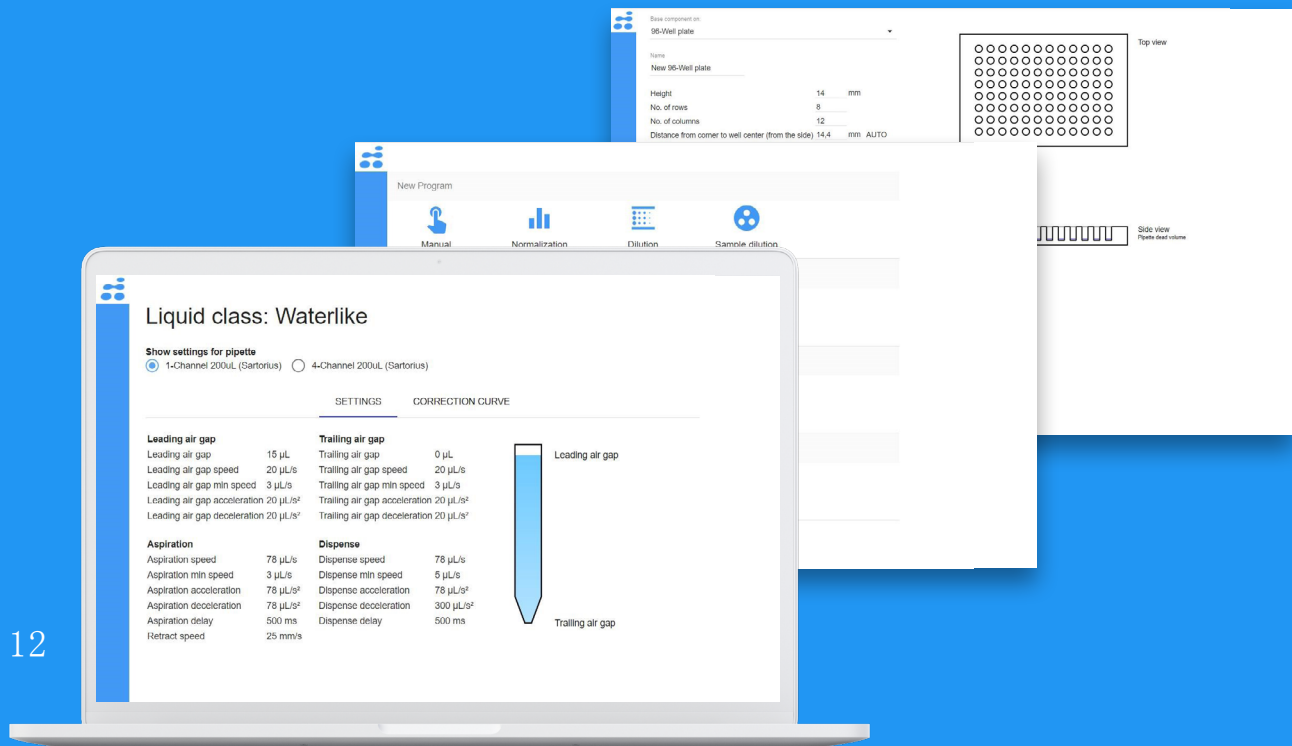 Base component on
96-Well plate
Name
New 96-Well plate
Height 14 mm
No. of rows 8
No. of columns 12
Distance from corner to well center (from the side) 14,4 mm AUTO
Top view
Side view
Pipette dead volume
New Program
Manual Normalization Dilution Sample dilution
Liquid class: Waterlike
Show settings for pipette
1-Channel 200uL (Sartorius) 4-Channel 200uL (Sartorius)
SETTINGS CORRECTION CURVE
Leading air gap Trailing air gap
Leading air gap 15 µL Trailing air gap 0 µL
Leading air gap speed 20 µL/s Trailing air gap speed 20 µL/s
Leading air gap min speed 3 µL/s Trailing air gap min speed 3 µL/s
Leading air gap acceleration 20 µL/s² Trailing air gap acceleration 20 µL/s²
Leading air gap deceleration 20 µL/s² Trailing air gap deceleration 20 µL/s²
Aspiration Dispense
Aspiration speed 78 µL/s Dispense speed 78 µL/s
Aspiration min speed 3 µL/s Dispense min speed 5 µL/s
Aspiration acceleration 78 µL/s² Dispense acceleration 78 µL/s²
Aspiration deceleration 78 µL/s² Dispense deceleration 300 µL/s²
Aspiration delay 500 ms Dispense delay 500 ms
Retract speed 25 mm/s
Leading air gap
Trailing air gap
12